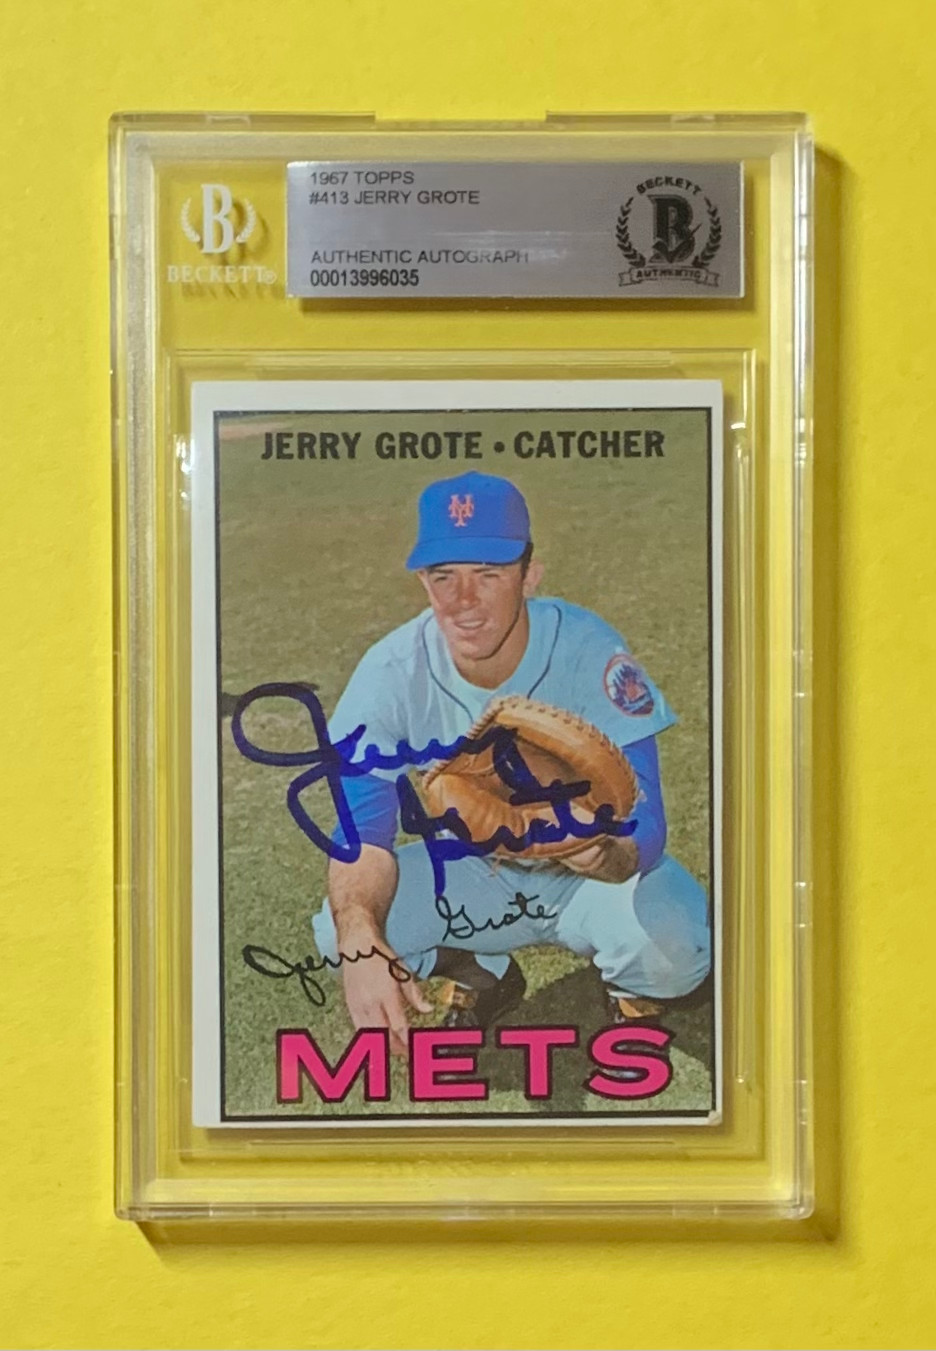 1967 TOPPS
#413 JERRY GROTE
AUTHENTIC AUTOGRAPH
00013996035
B
BECKETT®
BECKETT
B
AUTHENTIC
JERRY GROTE • CATCHER
NY
Jerry
Grote
Grote
Jerry
METS